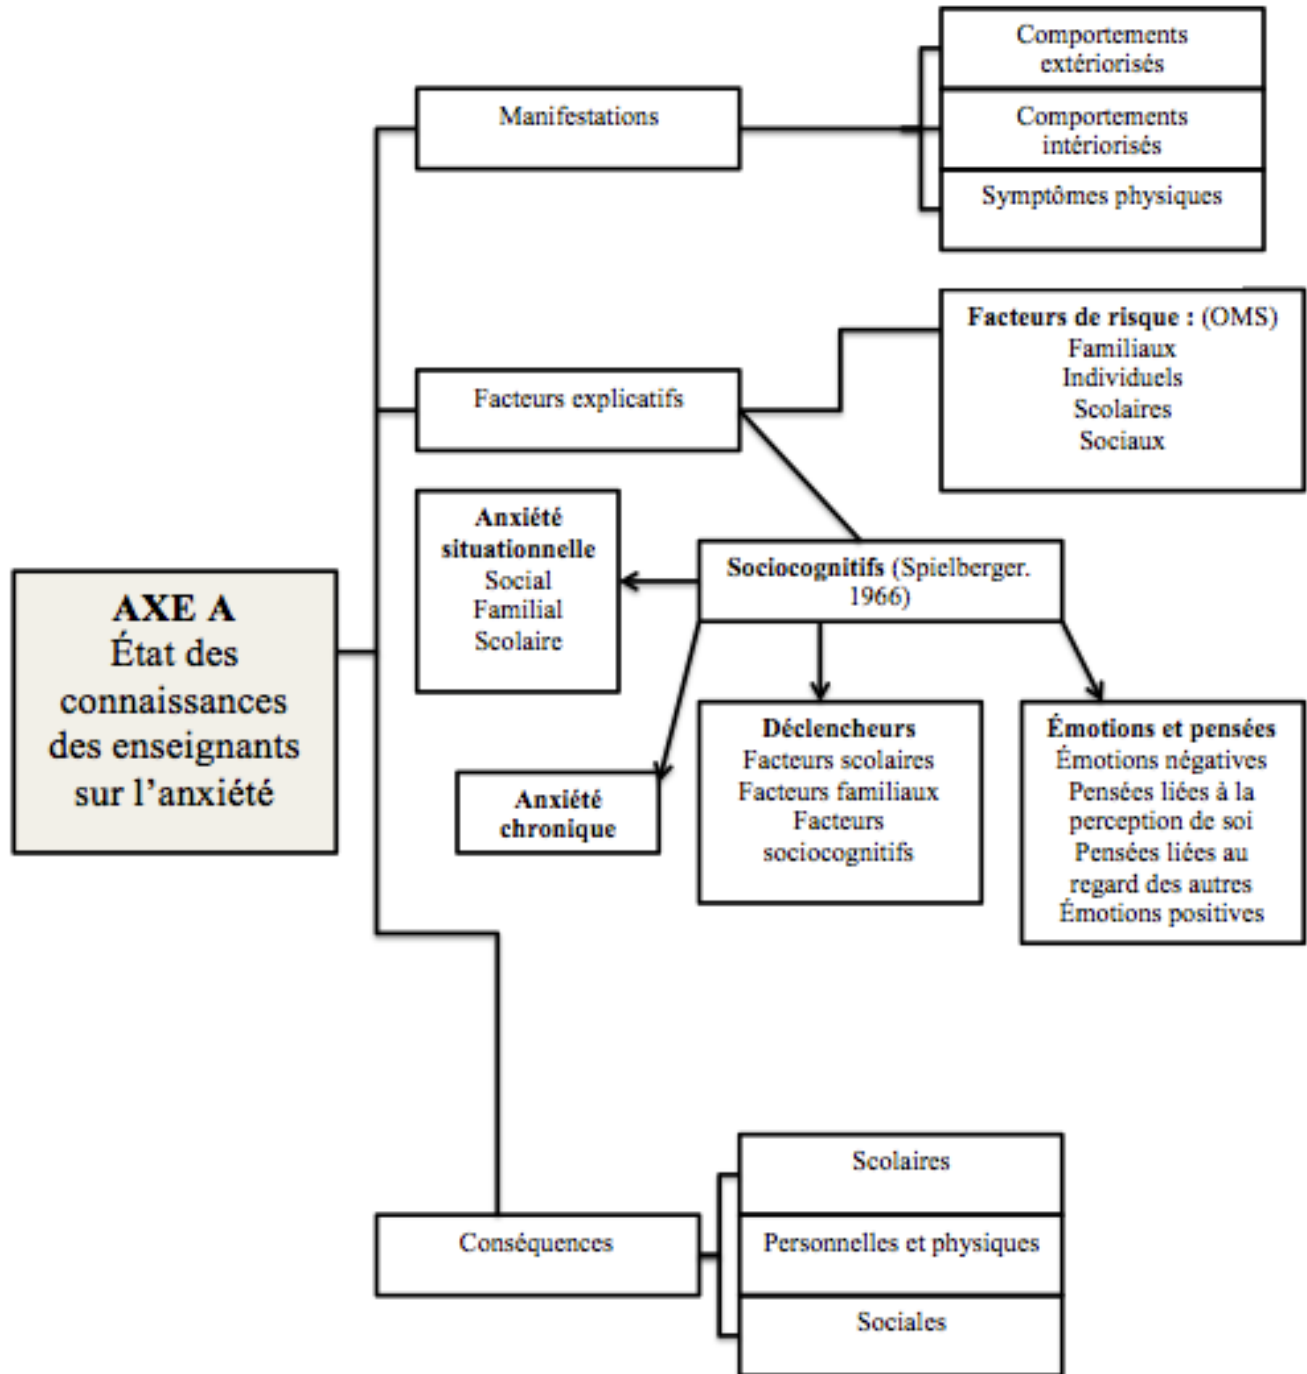 Comportements
extériorisés
Manifestations
Comportements
intériorisés
Symptômes physiques
Facteurs de risque : (OMS)
Familiaux
Individuels
Scolaires
Sociaux
Facteurs explicatifs
Anxiété
situationnelle
Social
Familial
Scolaire
Sociocognitifs (Spielberger.
1966)
AXE A
État des
connaissances
des enseignants
sur l’anxiété
Anxiété
chronique
Déclencheurs
Facteurs scolaires
Facteurs familiaux
Facteurs
sociocognitifs
Émotions et pensées
Émotions négatives
Pensées liées à la
perception de soi
Pensées liées au
regard des autres
Émotions positives
Conséquences
Scolaires
Personnelles et physiques
Sociales